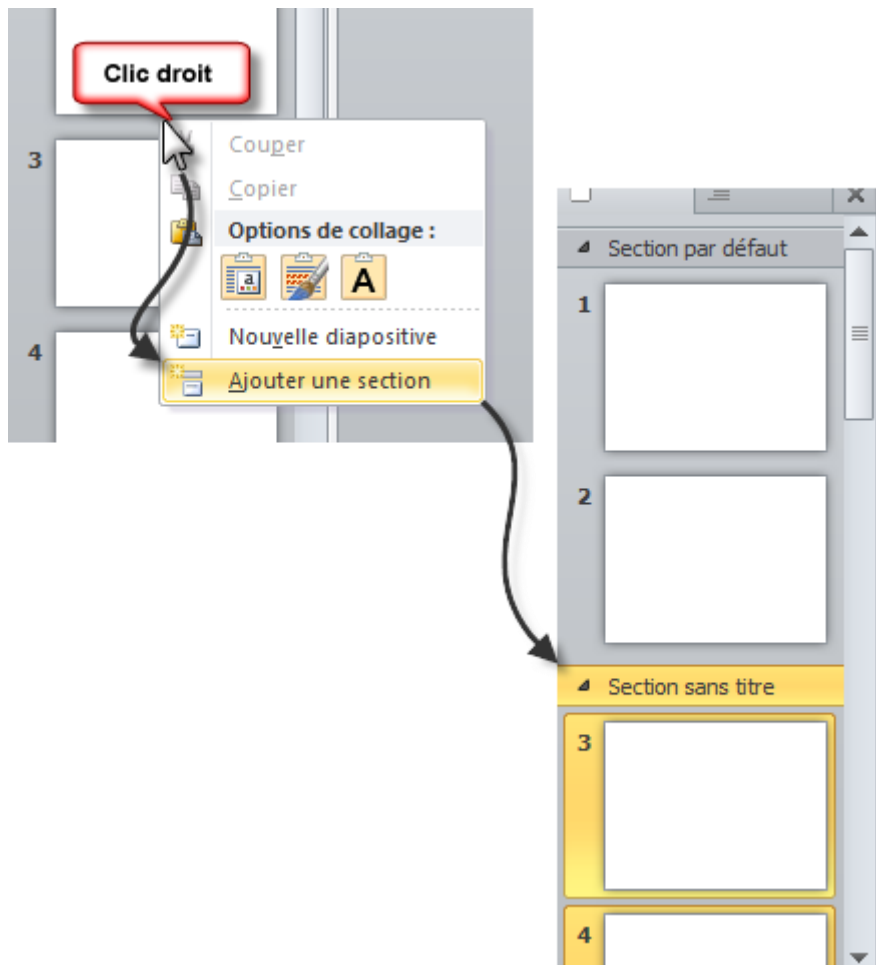 Clic droit
3
4
Couper
Copier
Options de collage :
a
A
Nouvelle diapositive
Ajouter une section
Section par défaut
1
2
Section sans titre
3
4